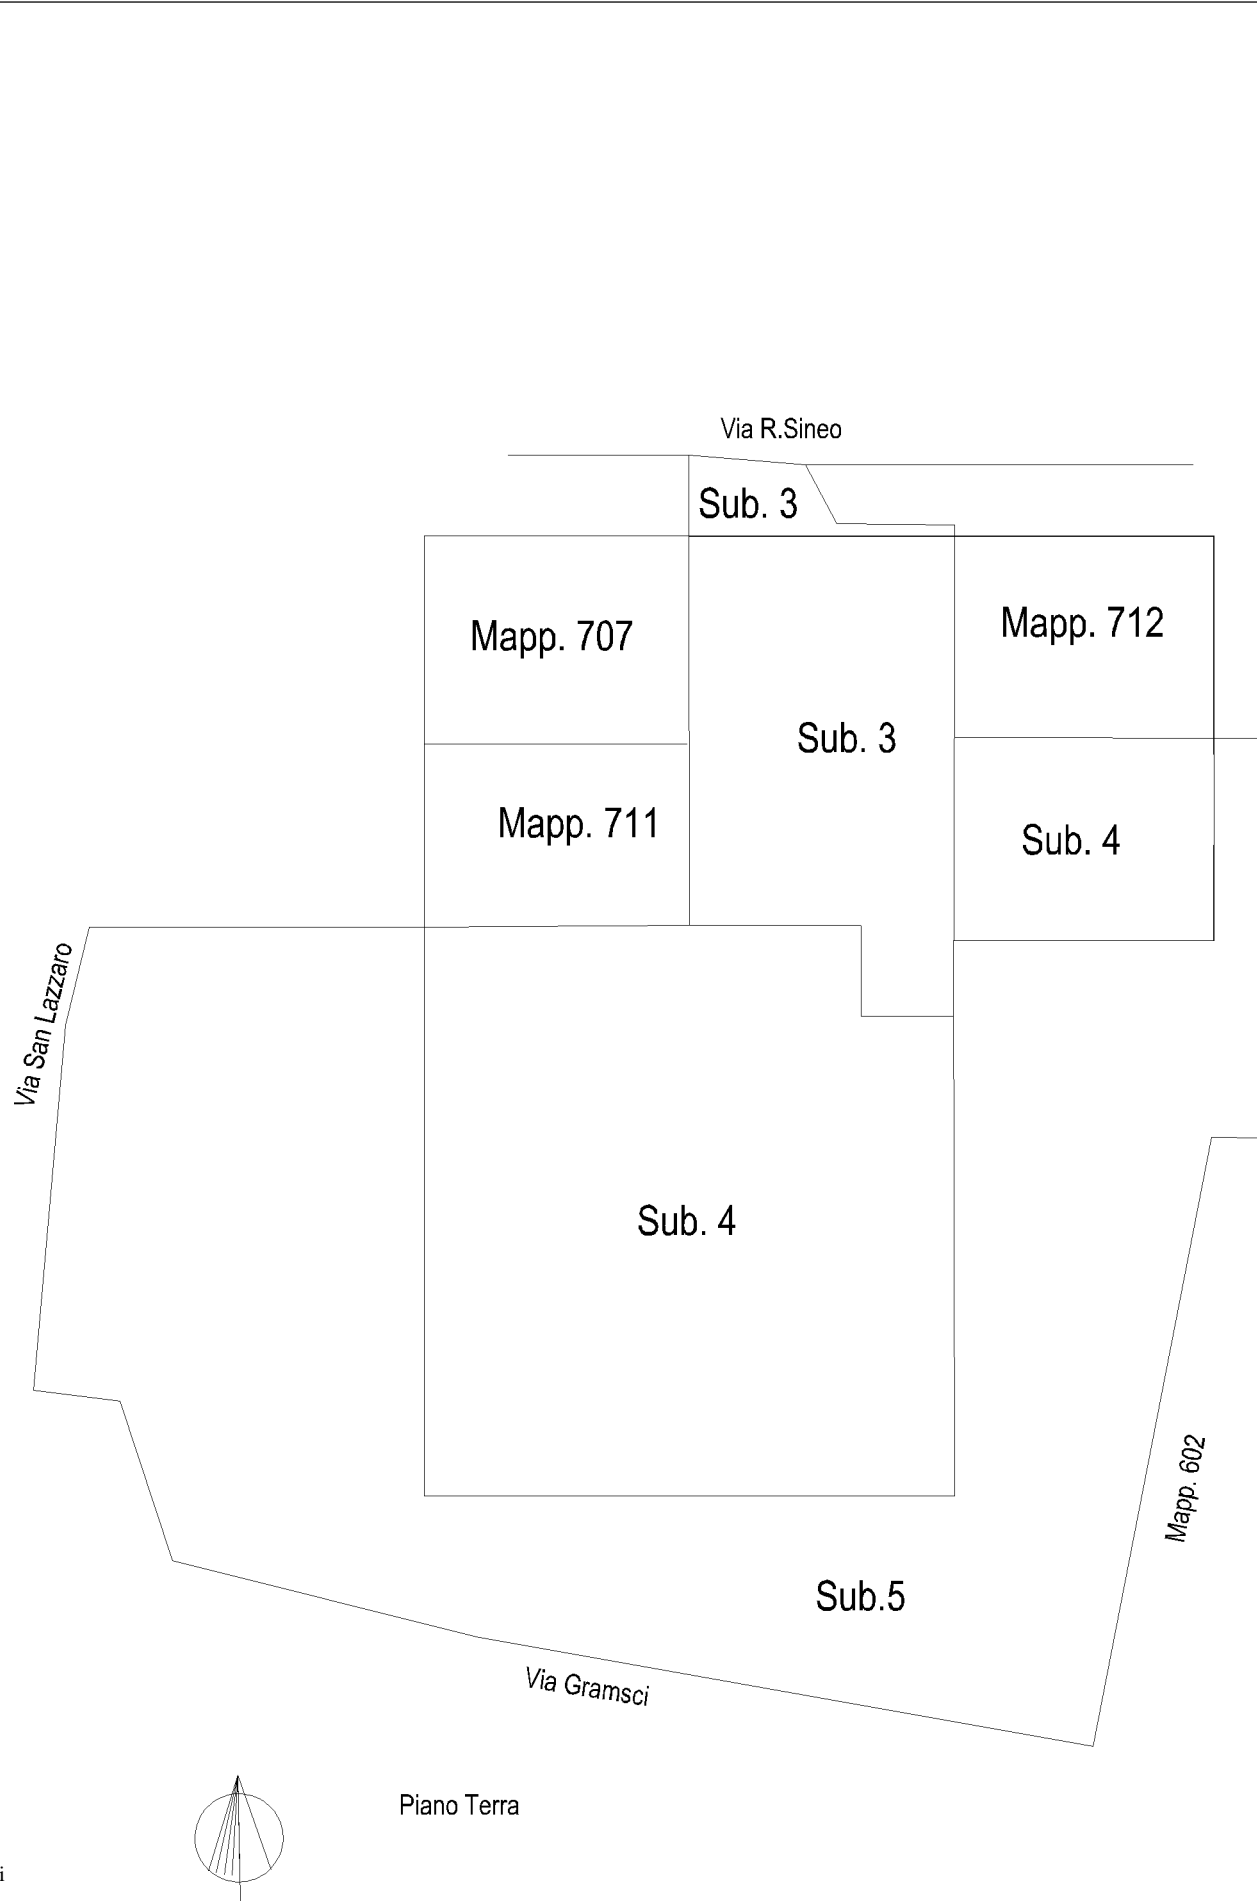 Via R.Sineo
Sub. 3
Mapp. 707
Mapp. 712
Sub. 3
Mapp. 711
Sub. 4
Via San Lazzaro
Sub. 4
Mapp. 602
Sub.5
Via Gramsci
Piano Terra
i